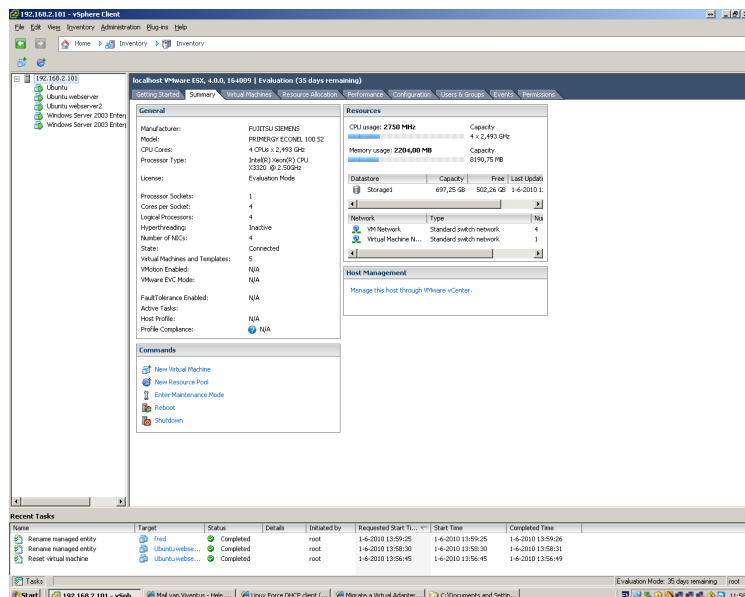 192.168.2.101 - vSphere Client
File Edit View Inventory Administration Plug-ins Help
Home Inventory Inventory
192.168.2.101
Ubuntu
Ubuntu webserver
Ubuntu webserver2
Windows Server 2003 Enterp
Windows Server 2003 Enterp
localhost VMware ESX, 4.0.0, 164009 | Evaluation (35 days remaining)
Getting Started Summary Virtual Machines Resource Allocation Performance Configuration Users & Groups Events Permissions
General
Manufacturer: FUJITSU SIEMENS
Model: PRIMERGY ECONEL 100 S2
CPU Cores: 4 CPUs x 2,493 GHz
Processor Type: Intel(R) Xeon(R) CPU
X3320 @ 2.50GHz
License: Evaluation Mode
Processor Sockets: 1
Cores per Socket: 4
Logical Processors: 4
Hyperthreading: Inactive
Number of NICs: 4
State: Connected
Virtual Machines and Templates: 5
VMotion Enabled: N/A
VMware EVC Mode: N/A
FaultTolerance Enabled: N/A
Active Tasks:
Host Profile: N/A
Profile Compliance: N/A
Commands
New Virtual Machine
New Resource Pool
Enter Maintenance Mode
Reboot
Shutdown
Resources
CPU usage: 2750 MHz Capacity
4 x 2,493 GHz
Memory usage: 2204,00 MB Capacity
8190,75 MB
Datastore Capacity Free Last Update
Storage1 697,25 GB 502,26 GB 1-6-2010 1:
Network Type Nu
VM Network Standard switch network 4
Virtual Machine N... Standard switch network 1
Host Management
Manage this host through VMware vCenter.
Recent Tasks
Name Target Status Details Initiated by Requested Start Ti... Start Time Completed Time
Rename managed entity fred Completed root 1-6-2010 13:59:25 1-6-2010 13:59:25 1-6-2010 13:59:26
Rename managed entity Ubuntu webse... Completed root 1-6-2010 13:58:30 1-6-2010 13:58:30 1-6-2010 13:58:31
Reset virtual machine Ubuntu webse... Completed root 1-6-2010 13:56:45 1-6-2010 13:56:45 1-6-2010 13:56:49
Tasks Evaluation Mode: 35 days remaining root
Start 192.168.2.101 - vSph... Mail van Viventus - Hele ... Linux Force DHCP client (... Migrate a Virtual Adapter... C:\Documents and Settin...